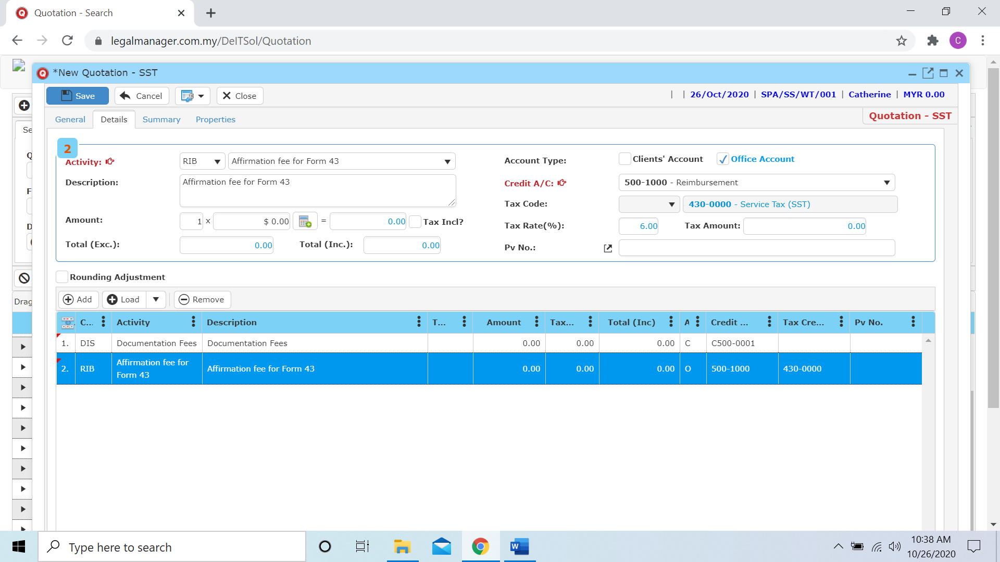 Quotation - Search
legalmanager.com.my/DeITSol/Quotation
C
*New Quotation - SST
Save
Cancel
Close
| | 26/Oct/2020 | SPA/SS/WT/001 | Catherine | MYR 0.00
General
Details
Summary
Properties
Quotation - SST
Se
2
Activity:
RIB
Affirmation fee for Form 43
Account Type:
Clients' Account
Office Account
Q
Description:
Affirmation fee for Form 43
Credit A/C:
500-1000 - Reimbursement
F
Tax Code:
430-0000 - Service Tax (SST)
D
Amount:
1 x
$ 0.00
=
0.00
Tax Incl?
Tax Rate(%):
6.00
Tax Amount:
0.00
Total (Exc.):
0.00
Total (Inc.):
0.00
Pv No.:
Rounding Adjustment
Drag
Add
Load
Remove
C... Activity Description T... Amount Tax... Total (Inc) A Credit ... Tax Cre... Pv No.
1. DIS Documentation Fees Documentation Fees 0.00 0.00 0.00 C C500-0001
2. RIB Affirmation fee for Form 43 Affirmation fee for Form 43 0.00 0.00 0.00 O 500-1000 430-0000
Type here to search
W
10:38 AM
10/26/2020